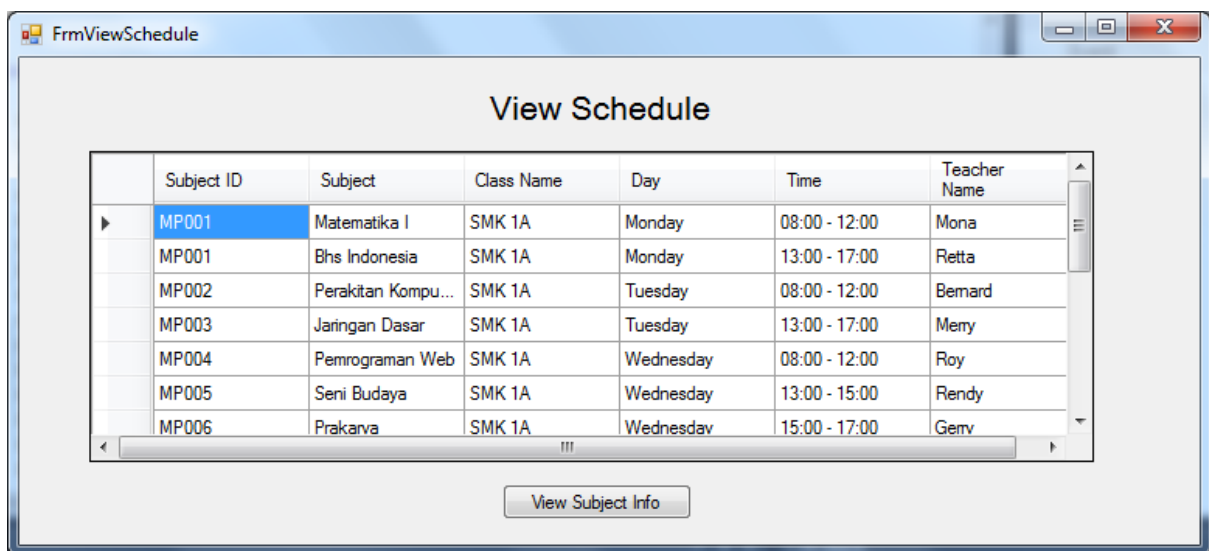 FrmViewSchedule
View Schedule
Subject ID Subject Class Name Day Time Teacher Name
MP001 Matematika I SMK 1A Monday 08:00 - 12:00 Mona
MP001 Bhs Indonesia SMK 1A Monday 13:00 - 17:00 Retta
MP002 Perakitan Kompu... SMK 1A Tuesday 08:00 - 12:00 Bernard
MP003 Jaringan Dasar SMK 1A Tuesday 13:00 - 17:00 Merry
MP004 Pemrograman Web SMK 1A Wednesday 08:00 - 12:00 Roy
MP005 Seni Budaya SMK 1A Wednesday 13:00 - 15:00 Rendy
MP006 Prakarya SMK 1A Wednesday 15:00 - 17:00 Gerry
View Subject Info